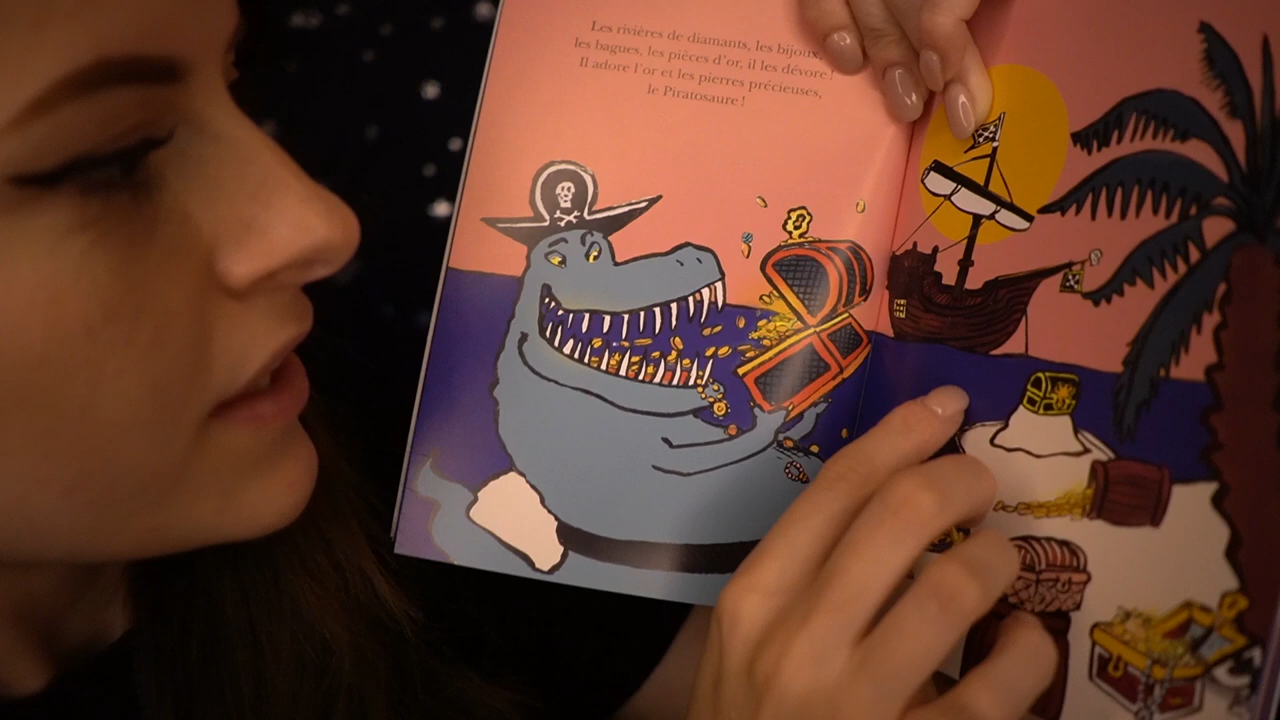 Les rivières de diamants, les bijoux,
les bagues, les pièces d'or, il les dévore !
Il adore l'or et les pierres précieuses,
le Piratosaure !